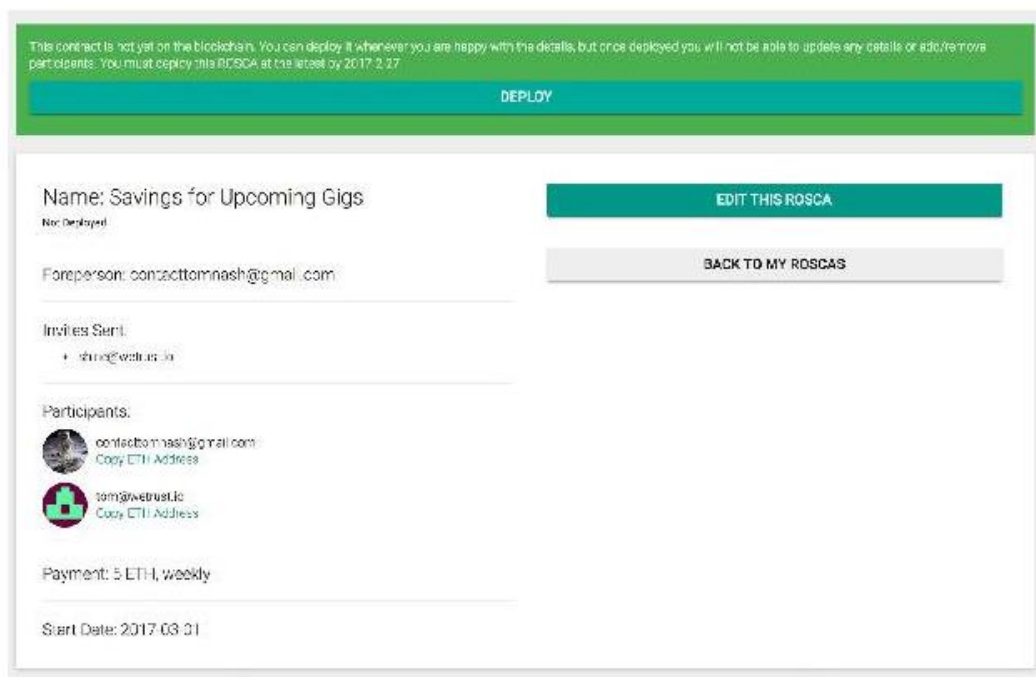 This contract is not yet on the blockchain. You can deploy it whenever you are happy with the details, but once deployed you will not be able to update any details or add/remove
participants. You must deploy this ROSCA at the latest by 2017-2-27
DEPLOY
Name: Savings for Upcoming Gigs
Not Deployed
EDIT THIS ROSCA
BACK TO MY ROSCAS
Foreperson: contacttomnash@gmail.com
Invites Sent:
Participants:
contacttomnash@gmail.com
Copy ETH Address
tom@wetrust.io
Copy ETH Address
Payment: 5 ETH, weekly
Start Date: 2017-03-01